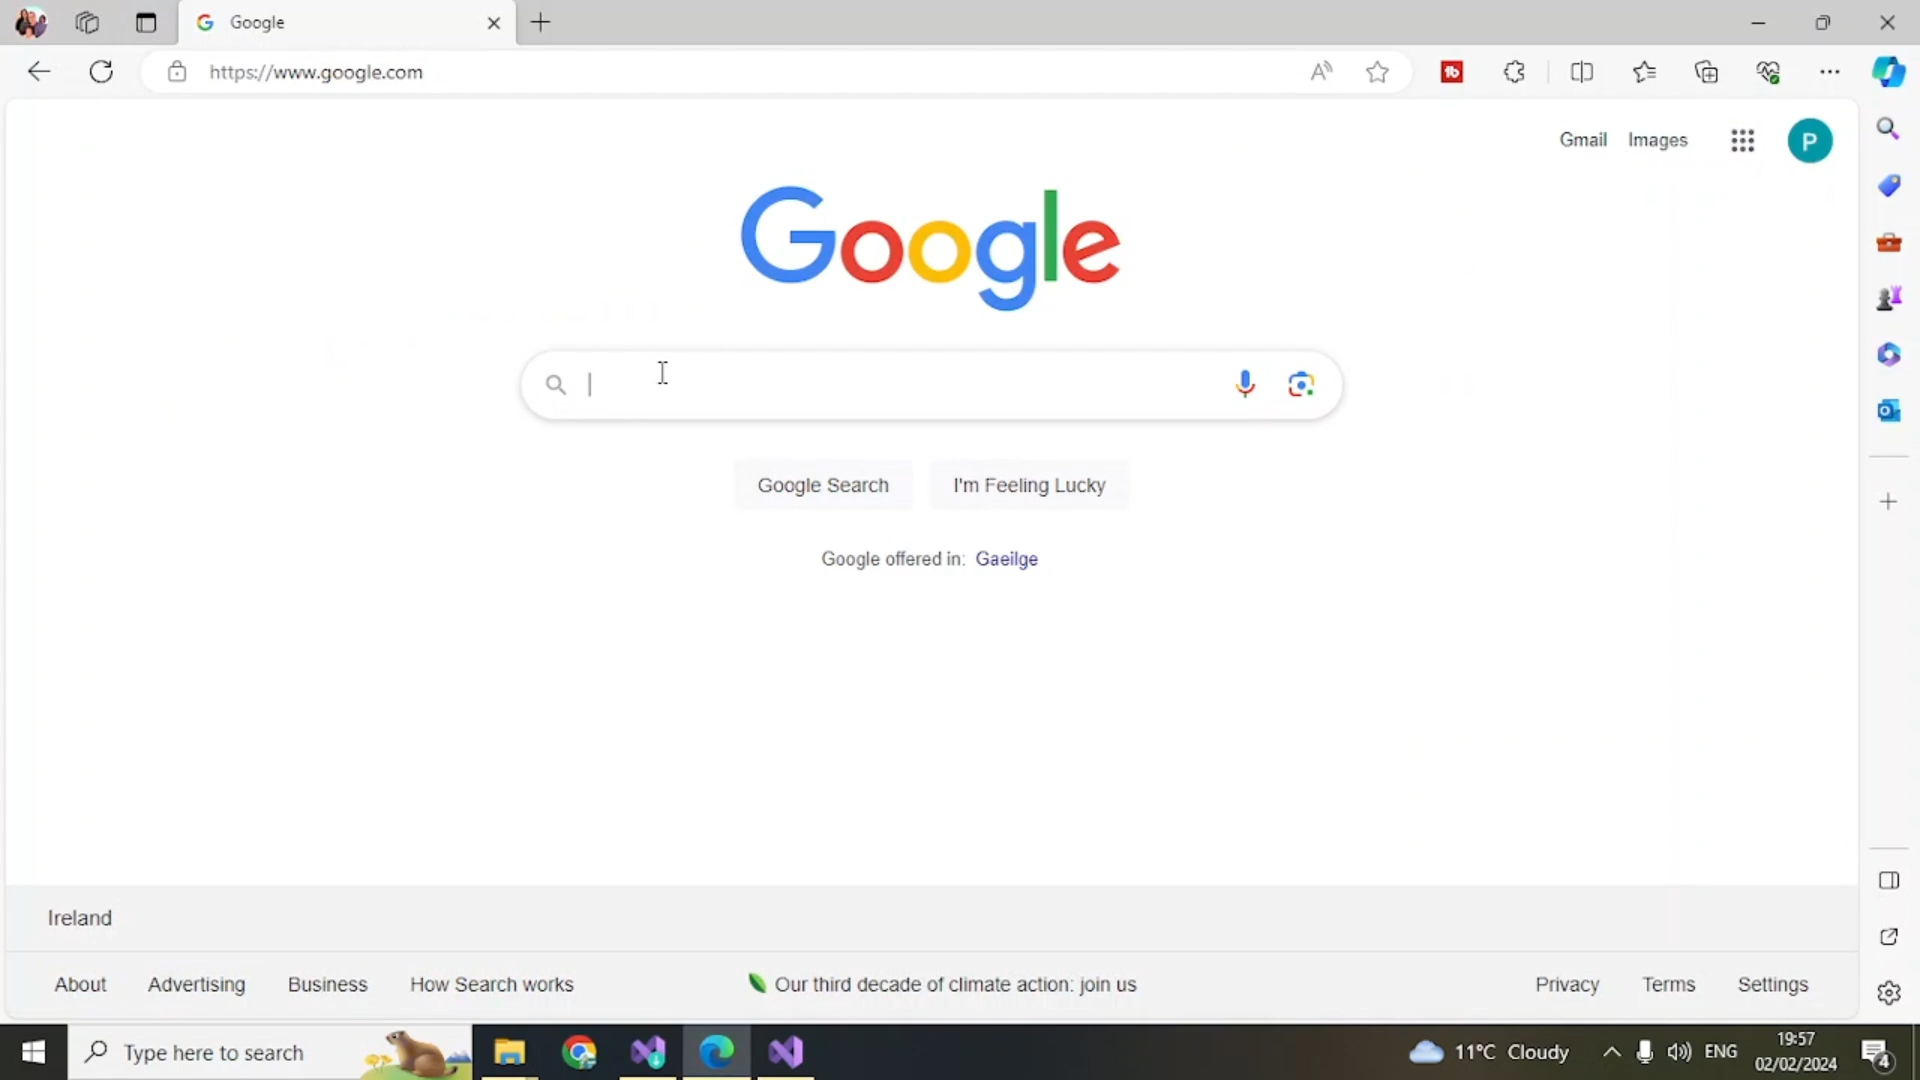 Google
https://www.google.com
Gmail Images
P
Google
Google Search I'm Feeling Lucky
Google offered in: Gaeilge
Ireland
About Advertising Business How Search works Our third decade of climate action: join us Privacy Terms Settings
Type here to search 11°C Cloudy ENG 19:57
02/02/2024 4